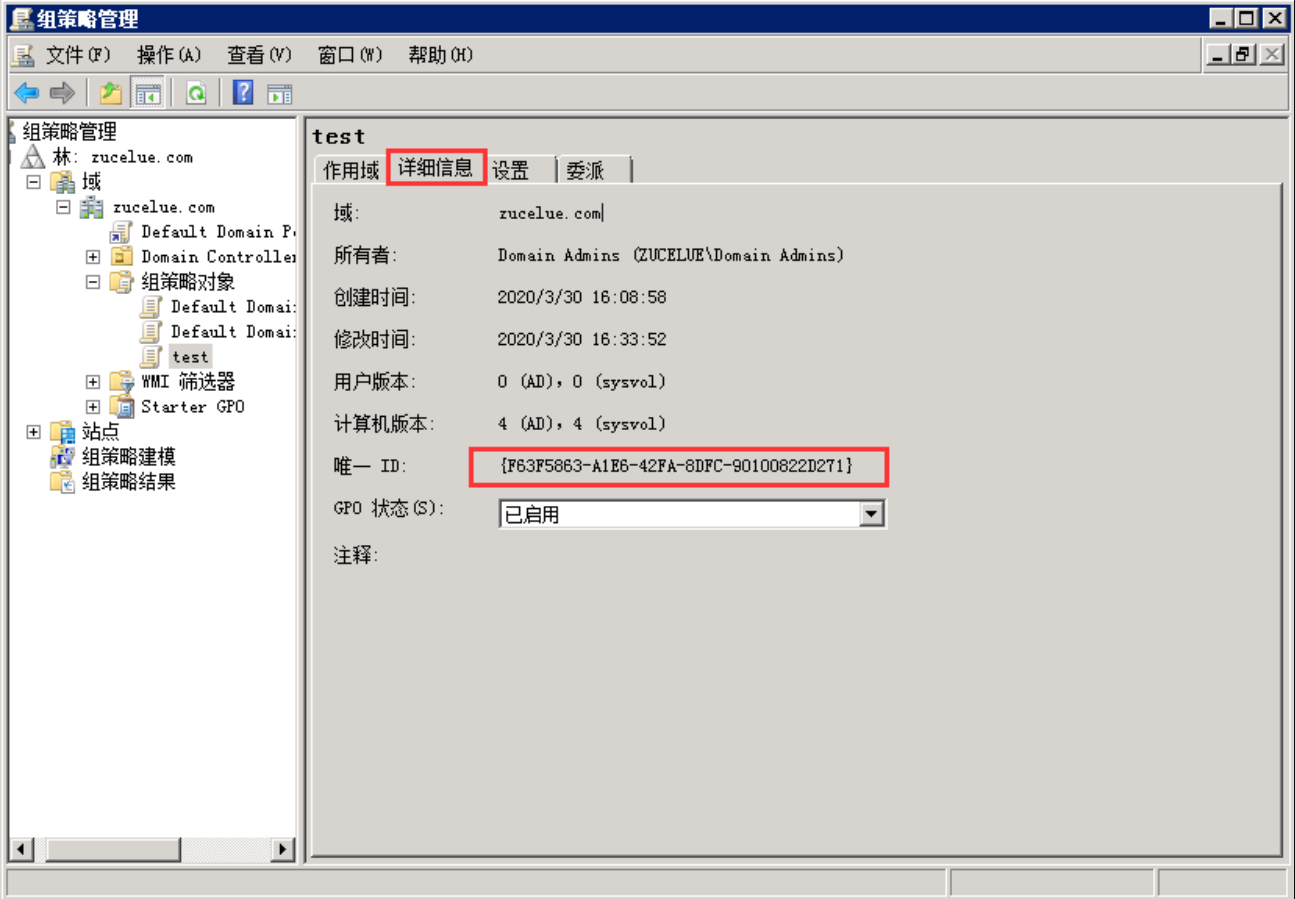 组策略管理
文件(F) 操作(A) 查看(V) 窗口(W) 帮助(H)
组策略管理
林: zucelue.com
域
zucelue.com
Default Domain P
Domain Controller
组策略对象
Default Domai
Default Domai
test
WMI 筛选器
Starter GPO
站点
组策略建模
组策略结果
test
作用域 详细信息 设置 委派
域: zucelue.com
所有者: Domain Admins (ZUCELUE\Domain Admins)
创建时间: 2020/3/30 16:08:58
修改时间: 2020/3/30 16:33:52
用户版本: 0 (AD), 0 (sysvol)
计算机版本: 4 (AD), 4 (sysvol)
唯一 ID: {F63F5863-A1E6-42FA-8DFC-90100822D271}
GPO 状态(S): 已启用
注释: